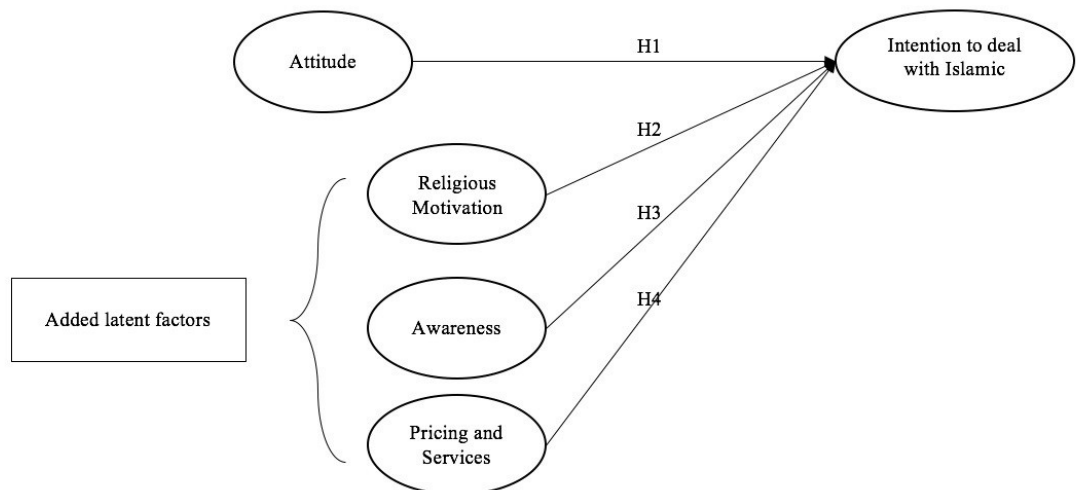 Attitude
H1
Intention to deal
with Islamic
H2
Religious
Motivation
H3
Added latent factors
Awareness
H4
Pricing and
Services